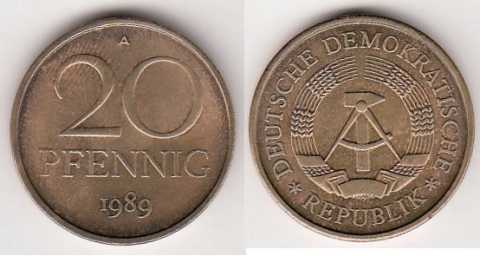 A
20
PFENNIG
1989
DEUTSCHE DEMOKRATISCHE
* REPUBLIK *